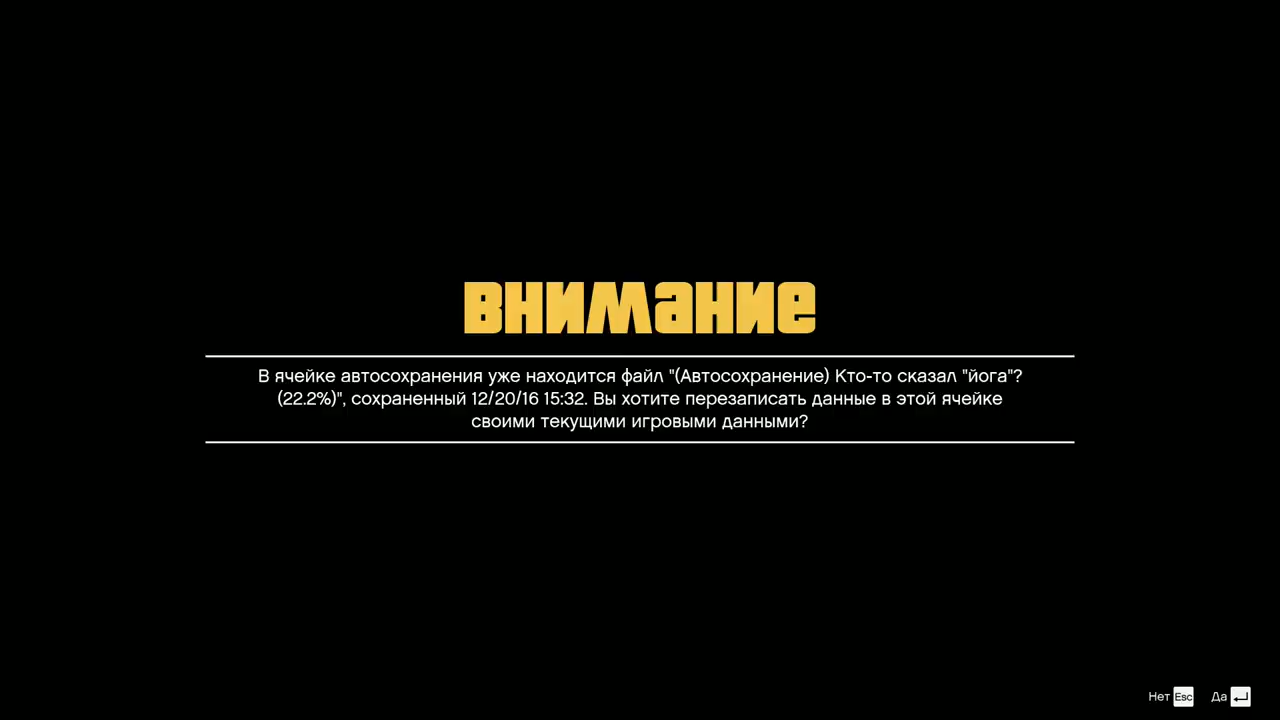 внимание
В ячейке автосохранения уже находится файл "(Автосохранение) Кто-то сказал "йога"?
(22.2%)", сохраненный 12/20/16 15:32. Вы хотите перезаписать данные в этой ячейке
своими текущими игровыми данными?
Нет Esc Да